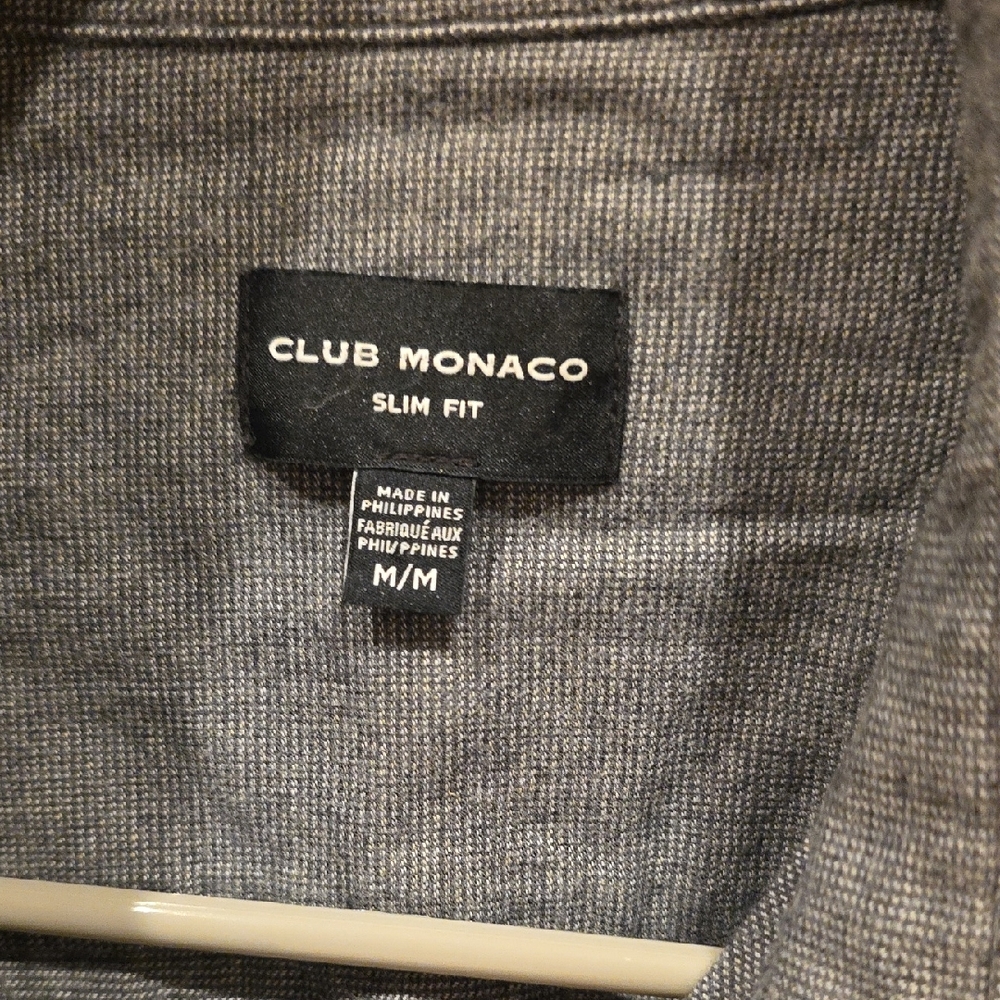 CLUB MONACO
SLIM FIT
MADE IN
PHILIPPINES
FABRIQUÉ AUX
PHILIPPINES
M/M